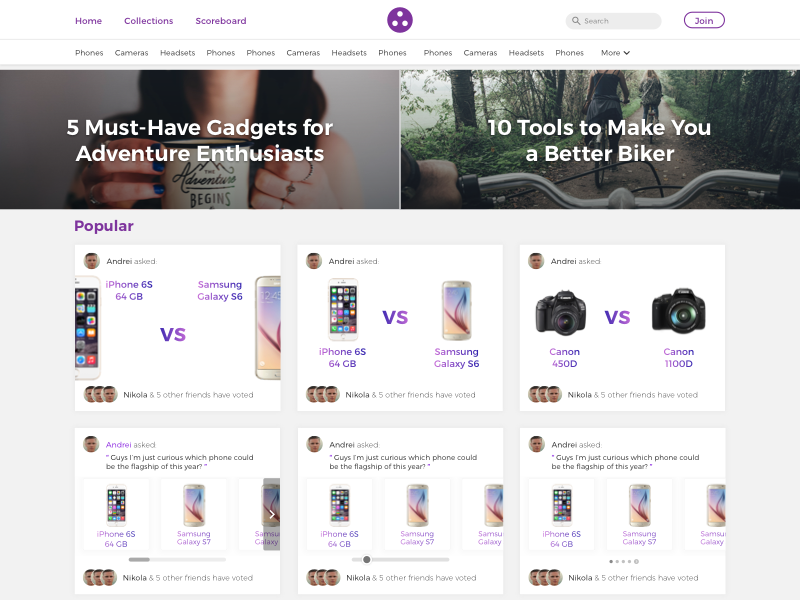 Home Collections Scoreboard Search Join
Phones Cameras Headsets Phones Phones Cameras Headsets Phones Phones Cameras Headsets Phones More
5 Must-Have Gadgets for
Adventure Enthusiasts
THE
Adventure
BEGINS
10 Tools to Make You
a Better Biker
Popular
Andrei asked:
iPhone 6S
64 GB
VS
Samsung
Galaxy S6
Nikola & 5 other friends have voted
Andrei asked:
VS
iPhone 6S
64 GB
Samsung
Galaxy S6
Nikola & 5 other friends have voted
Andrei asked:
VS
Canon
450D
Canon
1100D
Nikola & 5 other friends have voted
Andrei asked:
" Guys I'm just curious which phone could
be the flagship of this year? "
iPhone 6S
64 GB
Samsung
Galaxy S7
Nikola & 5 other friends have voted
Andrei asked:
" Guys I'm just curious which phone could
be the flagship of this year? "
iPhone 6S
64 GB
Samsung
Galaxy S7
Nikola & 5 other friends have voted
Andrei asked:
" Guys I'm just curious which phone could
be the flagship of this year? "
iPhone 6S
64 GB
Samsung
Galaxy S7
Nikola & 5 other friends have voted